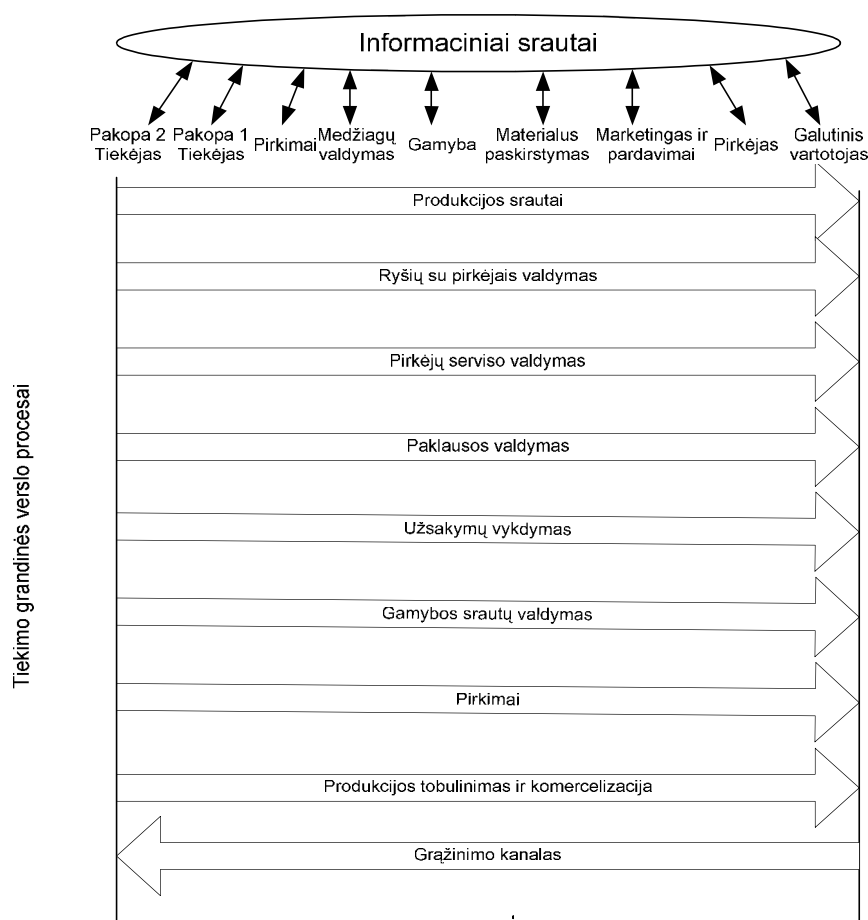 Informaciniai srautai
Pakopa 2
Tiekėjas
Pakopa 1
Tiekėjas
Pirkimai
Medžiagų
valdymas
Gamyba
Materialus
paskirstymas
Marketingas ir
pardavimai
Pirkėjas
Galutinis
vartotojas
Tiekimo grandinės verslo procesai
Produkcijos srautai
Ryšių su pirkėjais valdymas
Pirkėjų serviso valdymas
Paklausos valdymas
Užsakymų vykdymas
Gamybos srautų valdymas
Pirkimai
Produkcijos tobulinimas ir komercelizacija
Grąžinimo kanalas